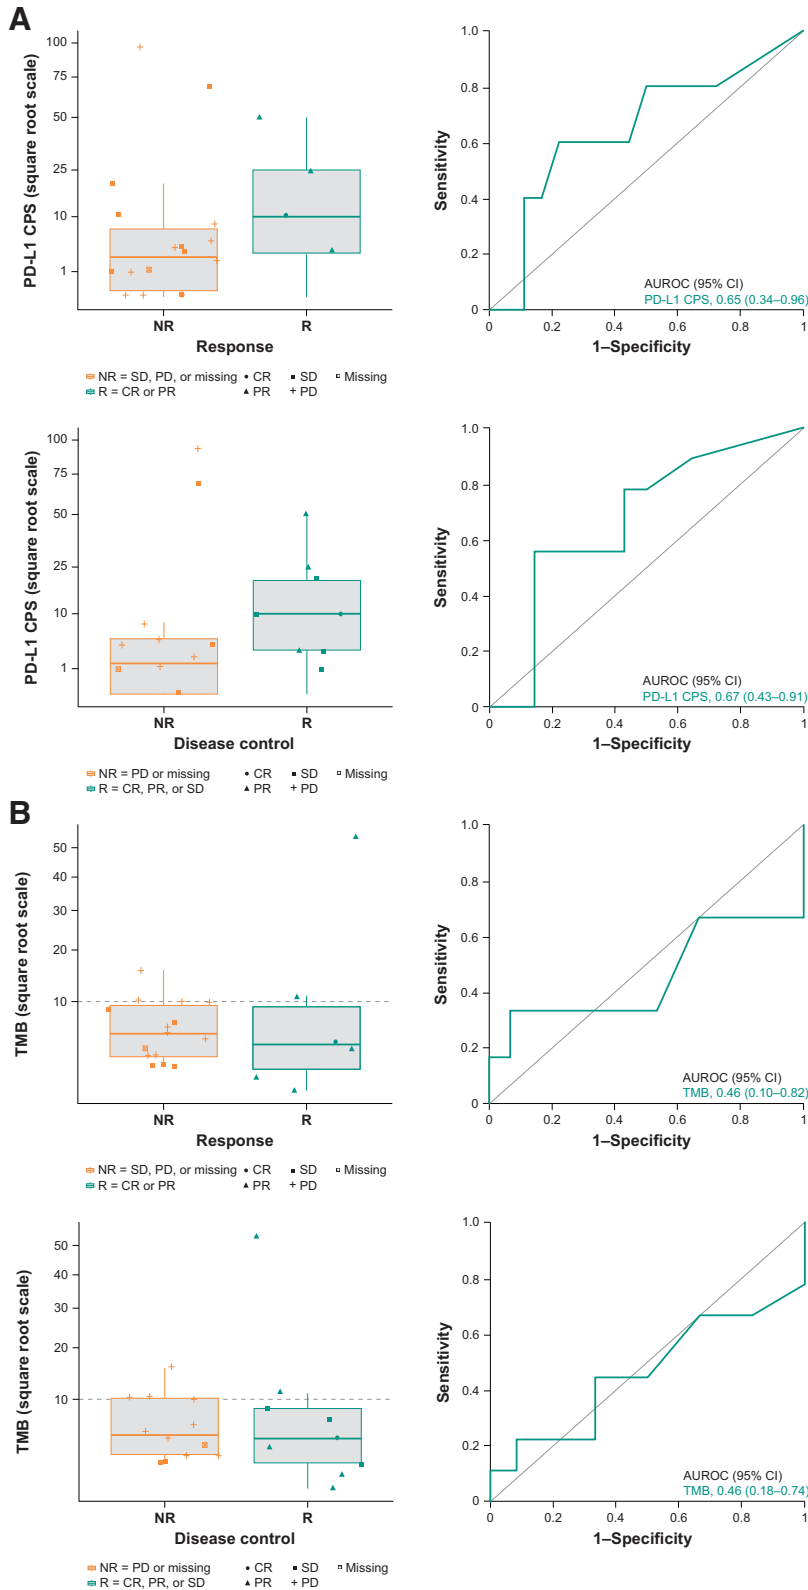 A
PD-L1 CPS (square root scale)
100
75
50
25
10
1
NR
R
Response
NR = SD, PD, or missing
CR
SD
Missing
R = CR or PR
PR
PD
Sensitivity
1.0
0.8
0.6
0.4
0.2
0
AUROC (95% CI)
PD-L1 CPS, 0.65 (0.34–0.96)
0
0.2
0.4
0.6
0.8
1
1–Specificity
PD-L1 CPS (square root scale)
100
75
50
25
10
1
NR
R
Disease control
NR = PD or missing
CR
SD
Missing
R = CR, PR, or SD
PR
PD
Sensitivity
1.0
0.8
0.6
0.4
0.2
0
AUROC (95% CI)
PD-L1 CPS, 0.67 (0.43–0.91)
0
0.2
0.4
0.6
0.8
1
1–Specificity
B
TMB (square root scale)
50
40
30
20
10
NR
R
Response
NR = SD, PD, or missing
CR
SD
Missing
R = CR or PR
PR
PD
Sensitivity
1.0
0.8
0.6
0.4
0.2
0
AUROC (95% CI)
TMB, 0.46 (0.10–0.82)
0
0.2
0.4
0.6
0.8
1
1–Specificity
TMB (square root scale)
50
40
30
20
10
NR
R
Disease control
NR = PD or missing
CR
SD
Missing
R = CR, PR, or SD
PR
PD
Sensitivity
1.0
0.8
0.6
0.4
0.2
0
AUROC (95% CI)
TMB, 0.46 (0.18–0.74)
0
0.2
0.4
0.6
0.8
1
1–Specificity